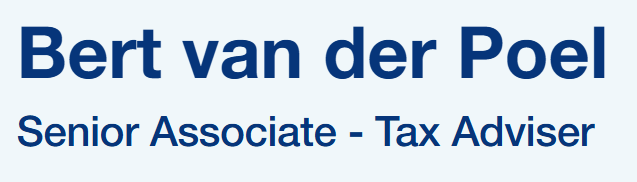 Bert van der Poel
Senior Associate - Tax Adviser